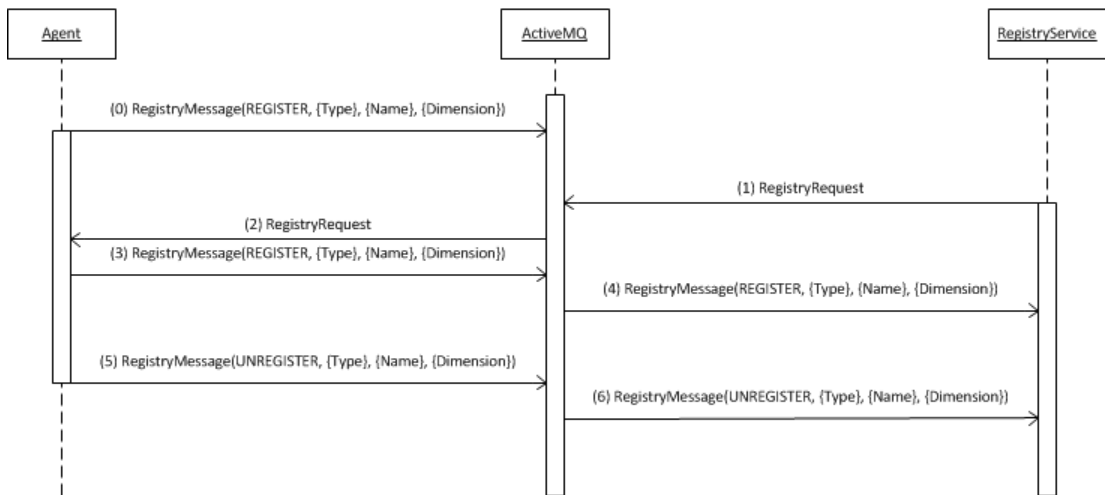 Agent
ActiveMQ
RegistryService
(0) RegistryMessage(REGISTER, {Type}, {Name}, {Dimension})
(1) RegistryRequest
(2) RegistryRequest
(3) RegistryMessage(REGISTER, {Type}, {Name}, {Dimension})
(4) RegistryMessage(REGISTER, {Type}, {Name}, {Dimension})
(5) RegistryMessage(UNREGISTER, {Type}, {Name}, {Dimension})
(6) RegistryMessage(UNREGISTER, {Type}, {Name}, {Dimension})